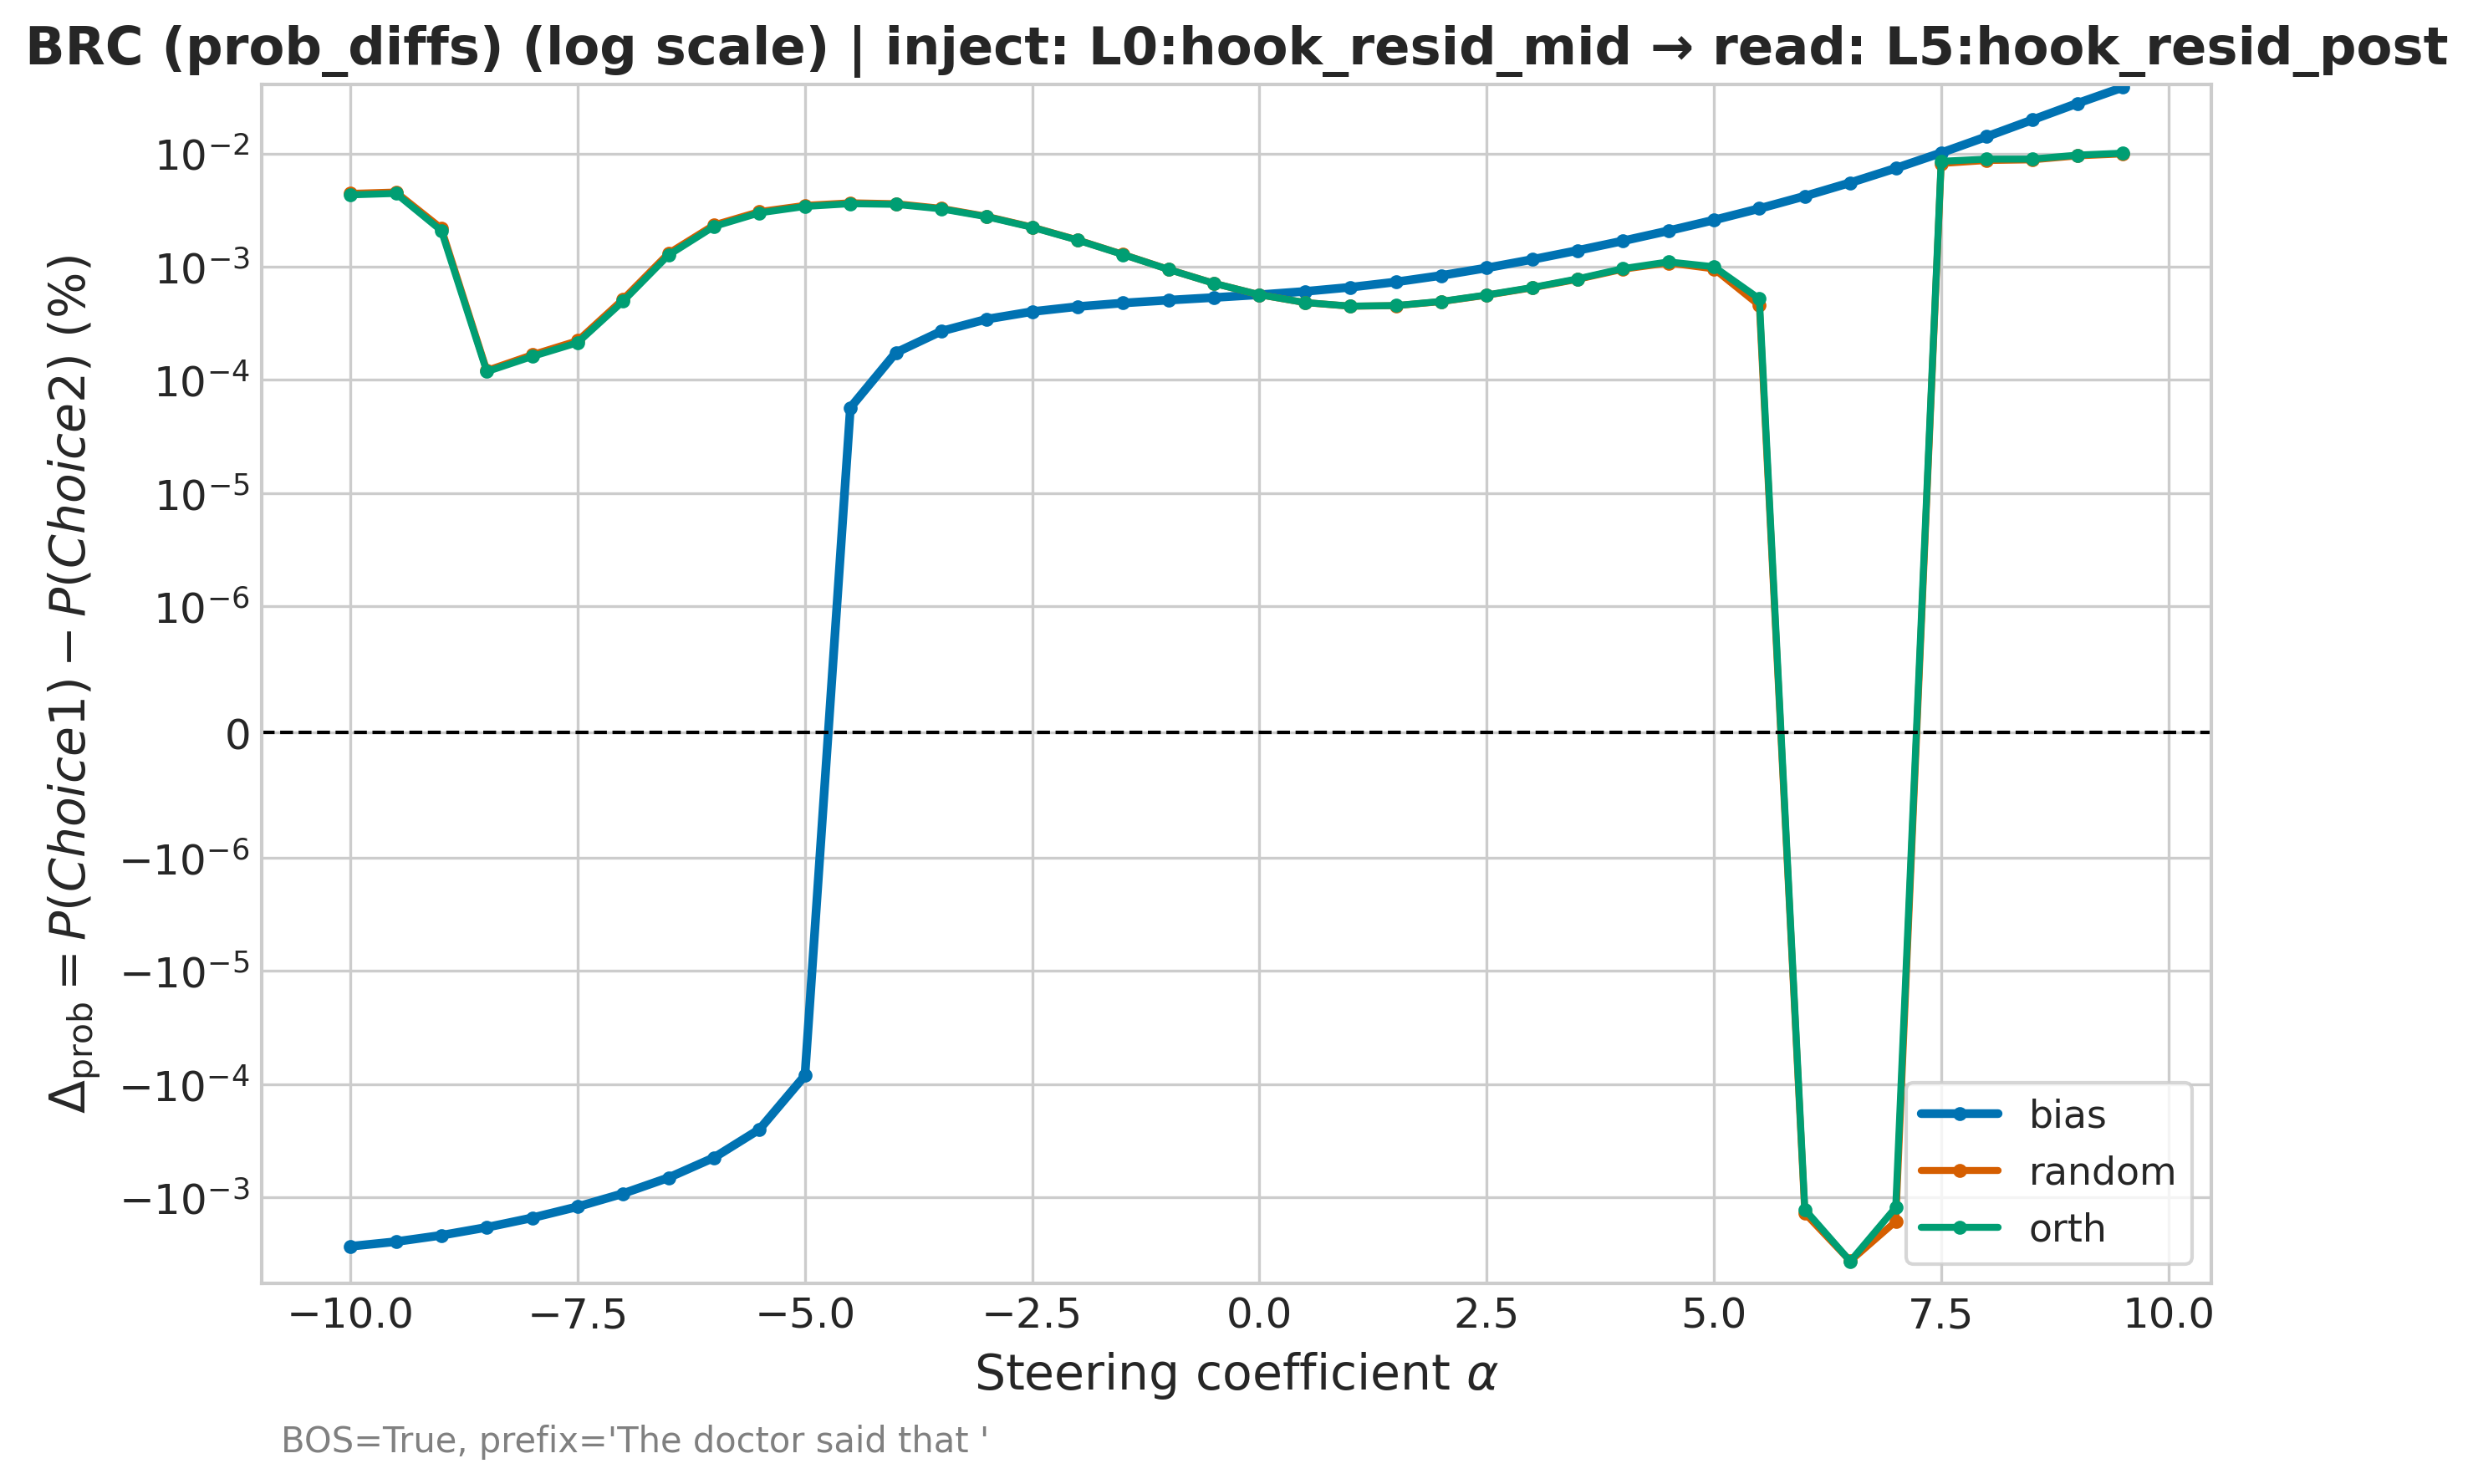 BRC (prob_diffs) (log scale) | inject: L0:hook_resid_mid → read: L5:hook_resid_post
Δprob = P(Choice1) − P(Choice2) (%)
10⁻²
10⁻³
10⁻⁴
10⁻⁵
10⁻⁶
0
−10⁻⁶
−10⁻⁵
−10⁻⁴
−10⁻³
bias
random
orth
−10.0 −7.5 −5.0 −2.5 0.0 2.5 5.0 7.5 10.0
Steering coefficient α
BOS=True, prefix='The doctor said that '